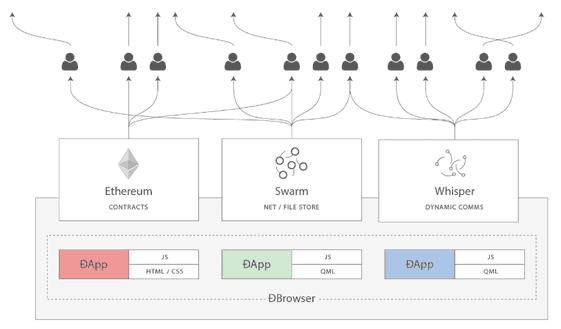 Ethereum
CONTRACTS
Swarm
NET / FILE STORE
Whisper
DYNAMIC COMMS
ĐApp
JS
HTML / CSS
ĐApp
JS
QML
ĐApp
JS
QML
ĐBrowser